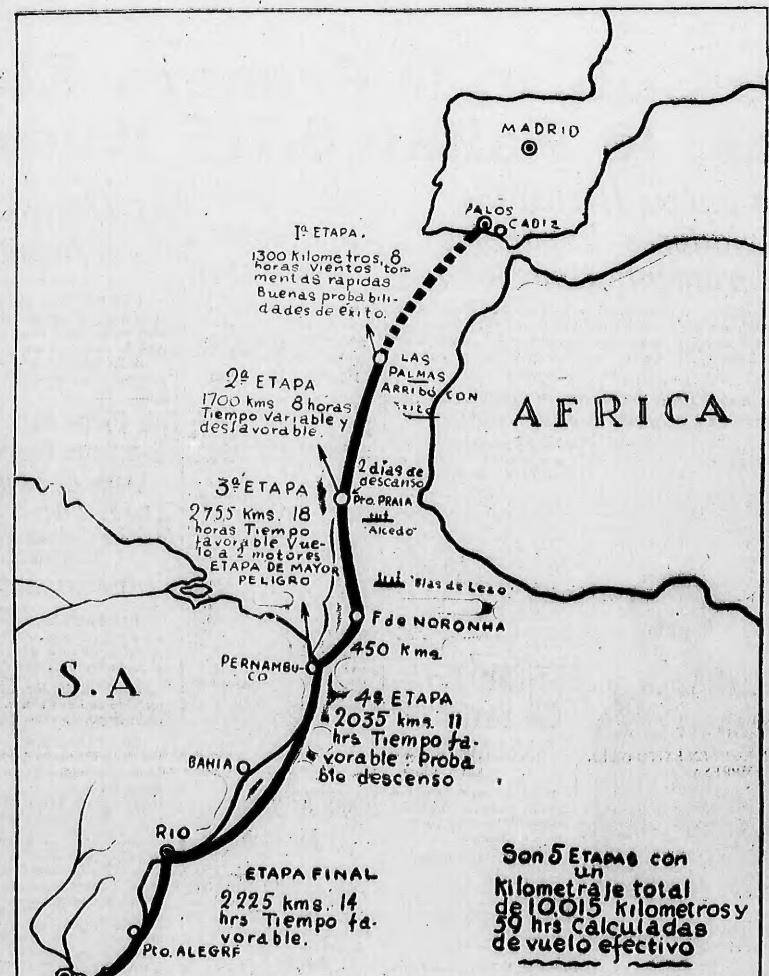 MADRID
PALOS
CADIZ
1ª ETAPA.
1300 Kilometros, 8
horas vientos tor-
mentas rapidas
Buenas probabili-
dades de éxito.
LAS
PALMAS
ARRIBÓ CON
Éxito
AFRICA
2ª ETAPA
1700 kms 8 horas
Tiempo variable y
desfavorable.
2 dias de
descanso
Pto. PRAIA
"Alcedo"
3ª ETAPA
2755 Kms. 18
horas Tiempo
favorable Vue-
lo a 2 motores
ETAPA DE MAYOR
PELIGRO
"Blas de Lezo"
F de NORONHA
450 Kms
PERNAMBU-
CO
S.A
4ª ETAPA
2035 kms. 11
hrs Tiempo fa-
vorable. Proba
ble descenso
BAHIA
RIO
ETAPA FINAL
2225 kms. 14
hrs Tiempo fa-
vorable.
Pto. ALEGRE
Son 5 ETAPAS con
un
Kilometraje total
de 10.015 Kilometros y
59 hrs Calculadas
de vuelo efectivo